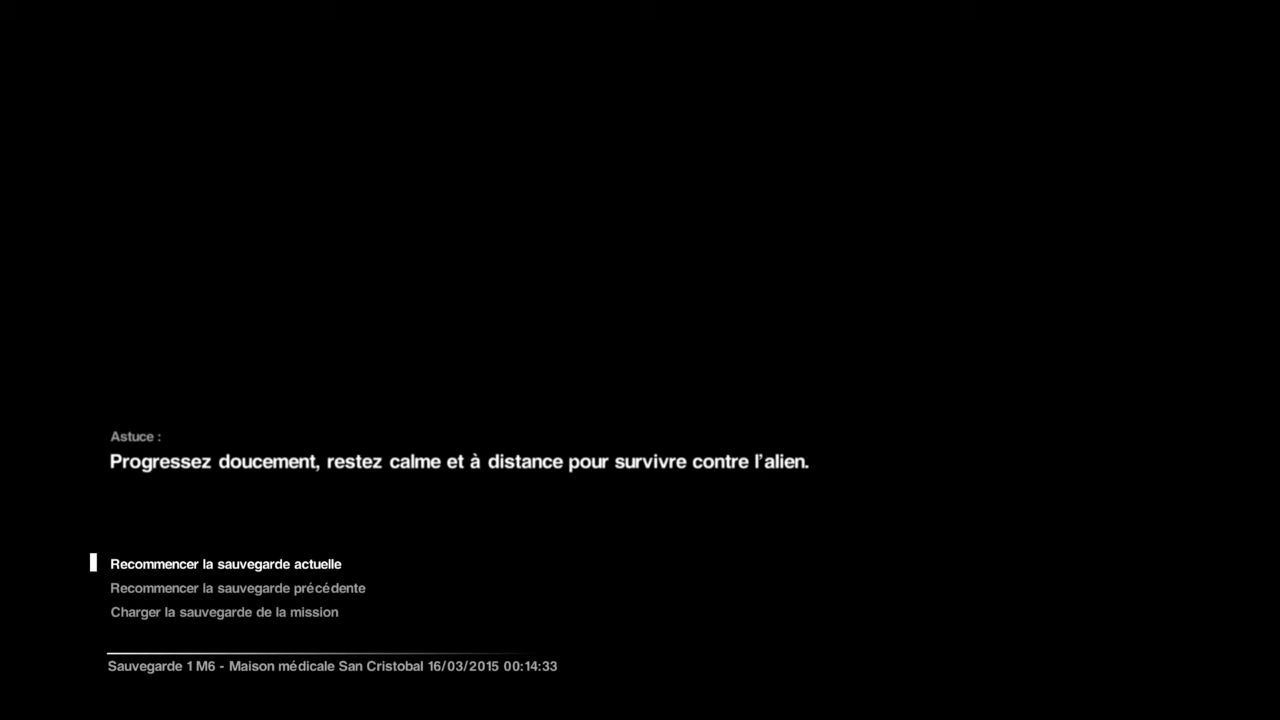 Astuce :
Progressez doucement, restez calme et à distance pour survivre contre l'alien.
Recommencer la sauvegarde actuelle
Recommencer la sauvegarde précédente
Charger la sauvegarde de la mission
Sauvegarde 1 M6 - Maison médicale San Cristobal 16/03/2015 00:14:33